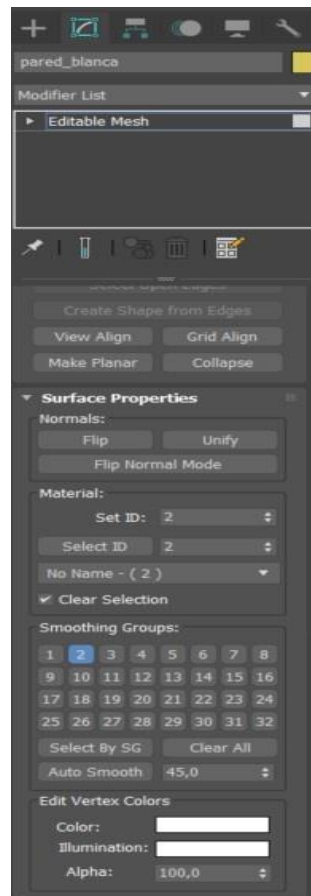 pared_blanca
Modifier List
Editable Mesh
Select Open Edges
Create Shape from Edges
View Align Grid Align
Make Planar Collapse
Surface Properties
Normals:
Flip Unify
Flip Normal Mode
Material:
Set ID: 2
Select ID 2
No Name - ( 2 )
Clear Selection
Smoothing Groups:
1 2 3 4 5 6 7 8
9 10 11 12 13 14 15 16
17 18 19 20 21 22 23 24
25 26 27 28 29 30 31 32
Select By SG Clear All
Auto Smooth 45,0
Edit Vertex Colors
Color:
Illumination:
Alpha: 100,0